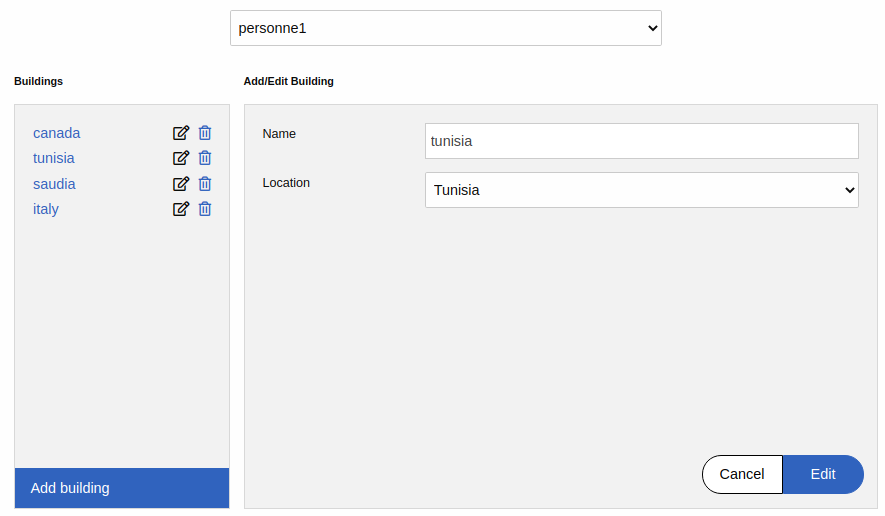 personne1
Buildings
Add/Edit Building
canada
tunisia
saudia
italy
Name
tunisia
Location
Tunisia
Cancel
Edit
Add building